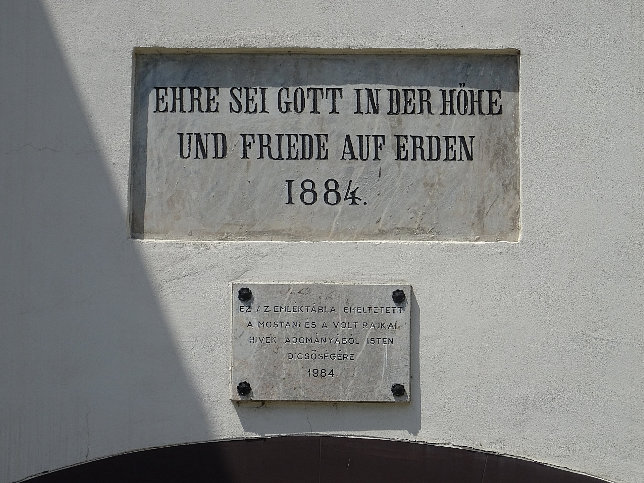 EHRE SEI GOTT IN DER HÖHE
UND FRIEDE AUF ERDEN
1884.
EZ AZ EMLÉKTÁBLA EMELTETETT
A MOSTANI ÉS A VOLT RAJKAI
HIVEK ADOMÁNYÁBÓL ISTEN
DICSŐSÉGÉRE
1984